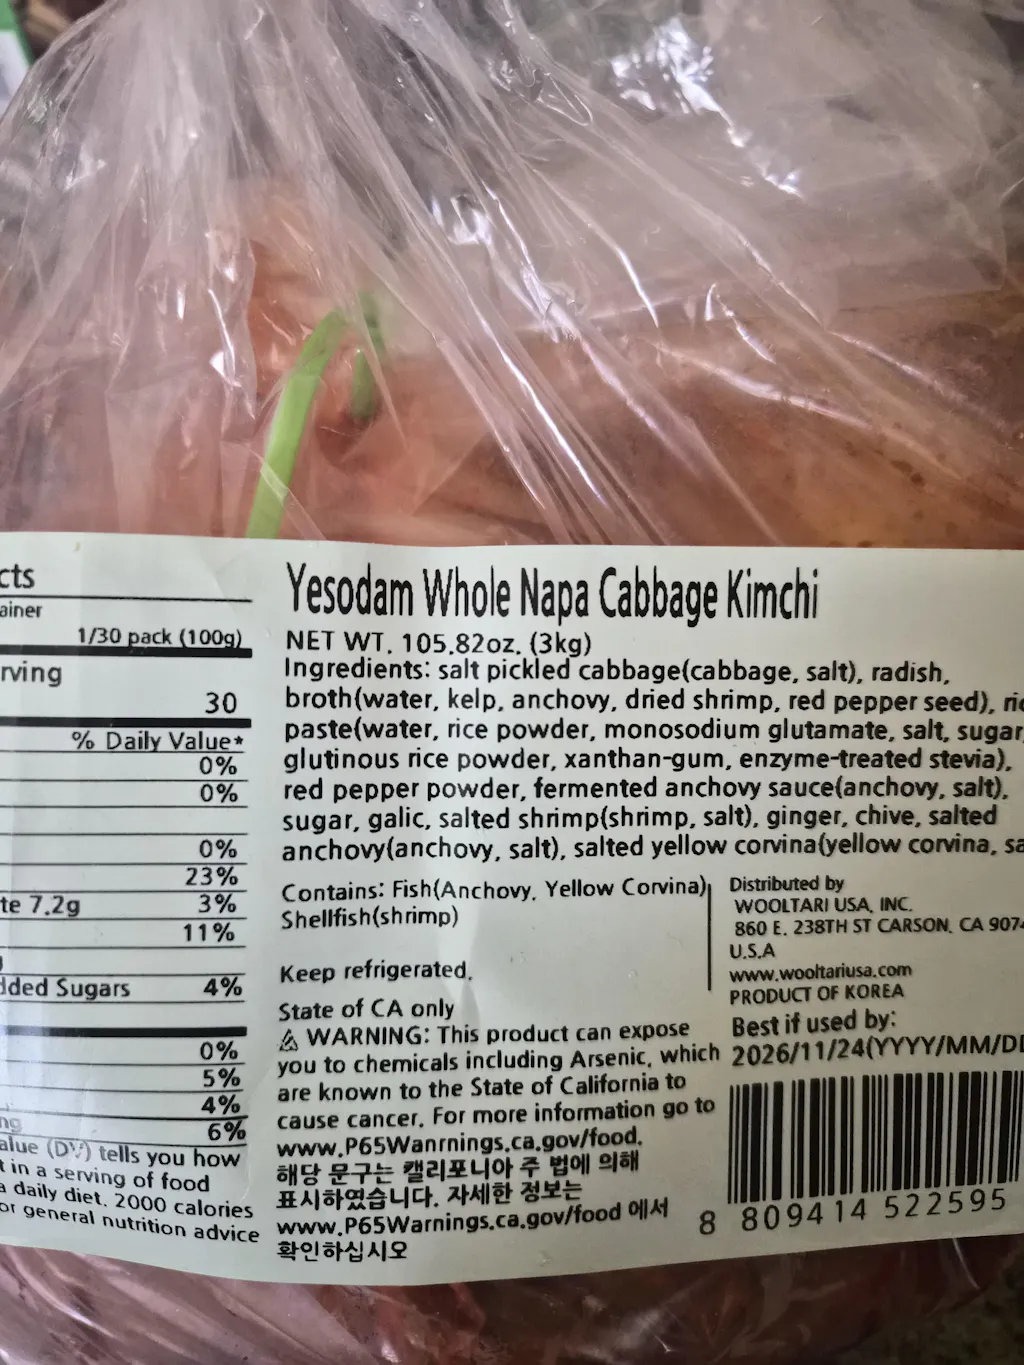 cts
ainer
1/30 pack (100g)
rving
30
% Daily Value*
0%
0%
0%
23%
te 7.2g 3%
11%
dded Sugars 4%
0%
5%
4%
ng 6%
alue (DV) tells you how
t in a serving of food
a daily diet. 2000 calories
or general nutrition advice
Yesodam Whole Napa Cabbage Kimchi
NET WT. 105.82oz. (3kg)
Ingredients: salt pickled cabbage(cabbage, salt), radish,
broth(water, kelp, anchovy, dried shrimp, red pepper seed), ric
paste(water, rice powder, monosodium glutamate, salt, sugar,
glutinous rice powder, xanthan-gum, enzyme-treated stevia),
red pepper powder, fermented anchovy sauce(anchovy, salt),
sugar, galic, salted shrimp(shrimp, salt), ginger, chive, salted
anchovy(anchovy, salt), salted yellow corvina(yellow corvina, sa
Contains: Fish(Anchovy, Yellow Corvina),
Shellfish(shrimp)
Keep refrigerated.
State of CA only
⚠ WARNING: This product can expose
you to chemicals including Arsenic, which
are known to the State of California to
cause cancer. For more information go to
www.P65Wanrnings.ca.gov/food.
해당 문구는 캘리포니아 주 법에 의해
표시하였습니다. 자세한 정보는
www.P65Warnings.ca.gov/food 에서
확인하십시오
Distributed by
WOOLTARI USA, INC.
860 E. 238TH ST CARSON, CA 9074
U.S.A
www.wooltariusa.com
PRODUCT OF KOREA
Best if used by:
2026/11/24(YYYY/MM/DD
8 809414 522595